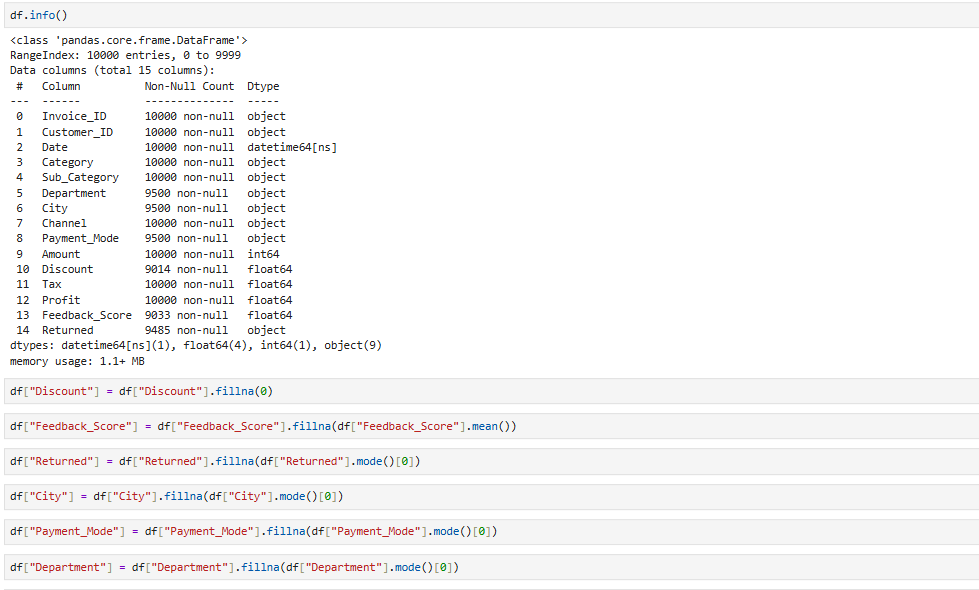 df.info()
<class 'pandas.core.frame.DataFrame'>
RangeIndex: 10000 entries, 0 to 9999
Data columns (total 15 columns):
 #   Column          Non-Null Count  Dtype
---  ------          --------------  -----
 0   Invoice_ID      10000 non-null  object
 1   Customer_ID     10000 non-null  object
 2   Date            10000 non-null  datetime64[ns]
 3   Category        10000 non-null  object
 4   Sub_Category    10000 non-null  object
 5   Department      9500 non-null   object
 6   City            9500 non-null   object
 7   Channel         10000 non-null  object
 8   Payment_Mode    9500 non-null   object
 9   Amount          10000 non-null  int64
 10  Discount        9014 non-null   float64
 11  Tax             10000 non-null  float64
 12  Profit          10000 non-null  float64
 13  Feedback_Score  9033 non-null   float64
 14  Returned        9485 non-null   object
dtypes: datetime64[ns](1), float64(4), int64(1), object(9)
memory usage: 1.1+ MB
df["Discount"] = df["Discount"].fillna(0)
df["Feedback_Score"] = df["Feedback_Score"].fillna(df["Feedback_Score"].mean())
df["Returned"] = df["Returned"].fillna(df["Returned"].mode()[0])
df["City"] = df["City"].fillna(df["City"].mode()[0])
df["Payment_Mode"] = df["Payment_Mode"].fillna(df["Payment_Mode"].mode()[0])
df["Department"] = df["Department"].fillna(df["Department"].mode()[0])